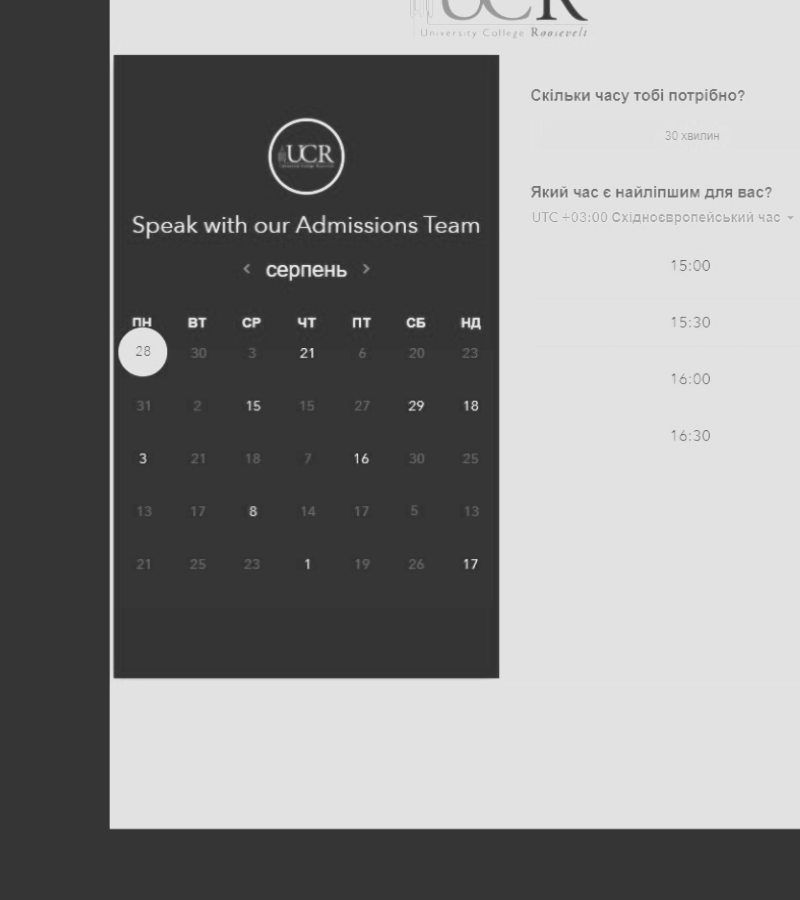 UCR
University College Roosevelt
UCR
Speak with our Admissions Team
серпень
ПН ВТ СР ЧТ ПТ СБ НД
28 30 3 21 6 20 23
31 2 15 15 27 29 18
3 21 18 7 16 30 25
13 17 8 14 17 5 13
21 25 23 1 19 26 17
Скільки часу тобі потрібно?
30 хвилин
Який час є найліпшим для вас?
UTC +03:00 Східноєвропейський час
15:00
15:30
16:00
16:30